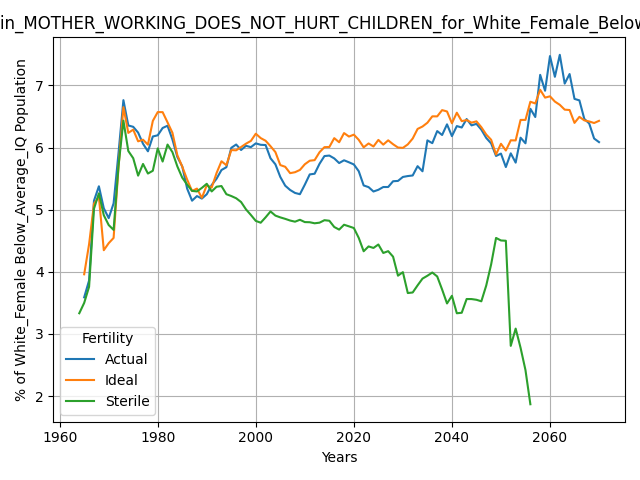 in_MOTHER_WORKING_DOES_NOT_HURT_CHILDREN_for_White_Female_Below
% of White_Female Below_Average_IQ Population
7
6
5
4
3
2
Fertility
Actual
Ideal
Sterile
1960 1980 2000 2020 2040 2060
Years